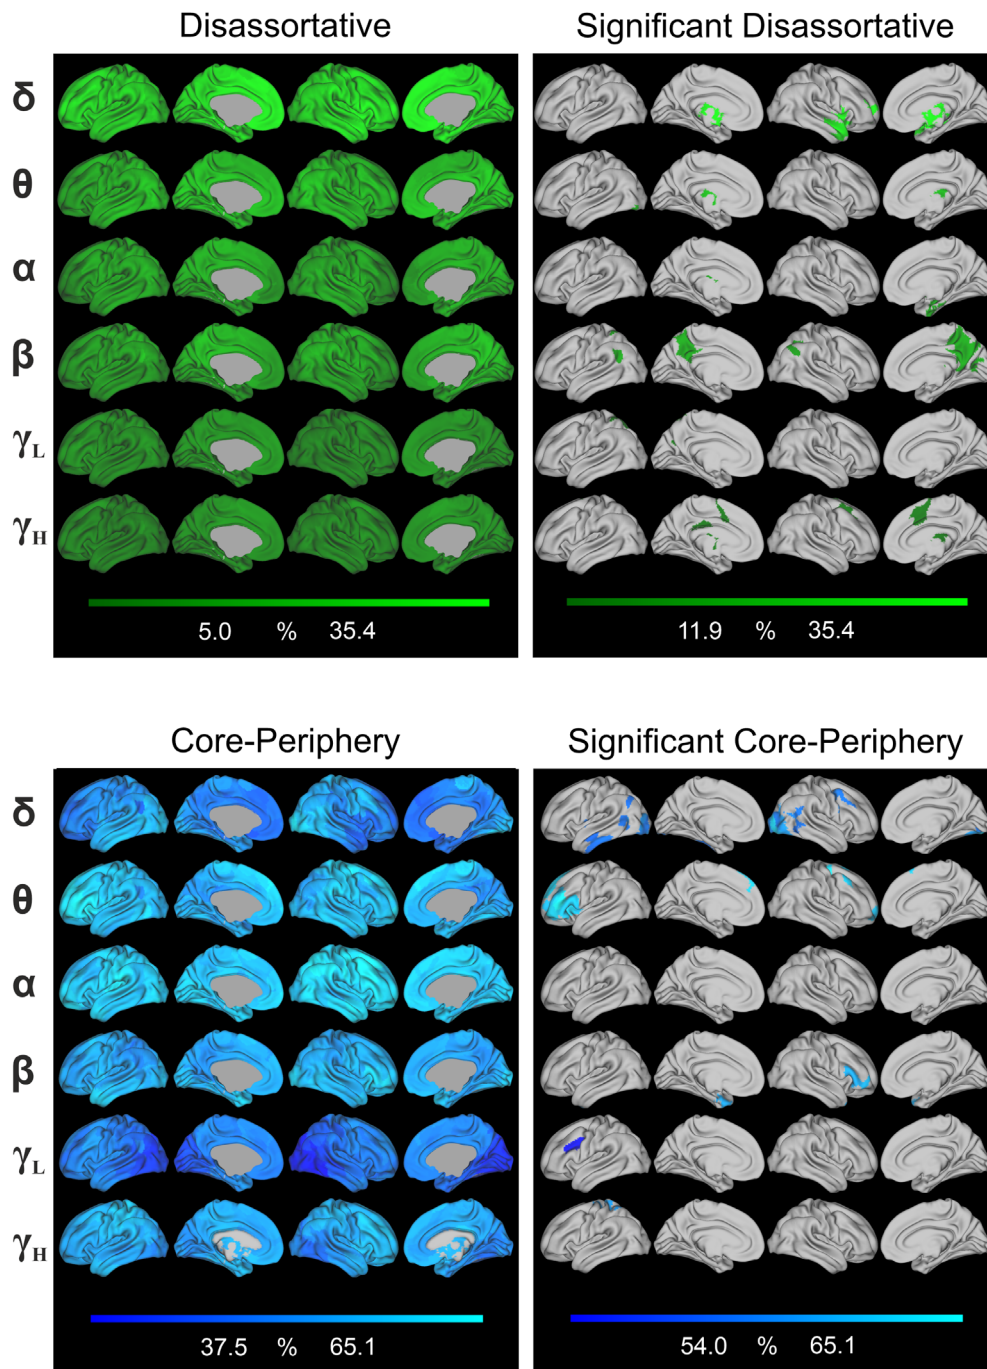 Disassortative
Significant Disassortative
δ
θ
α
β
γL
γH
5.0 % 35.4
11.9 % 35.4
Core-Periphery
Significant Core-Periphery
δ
θ
α
β
γL
γH
37.5 % 65.1
54.0 % 65.1